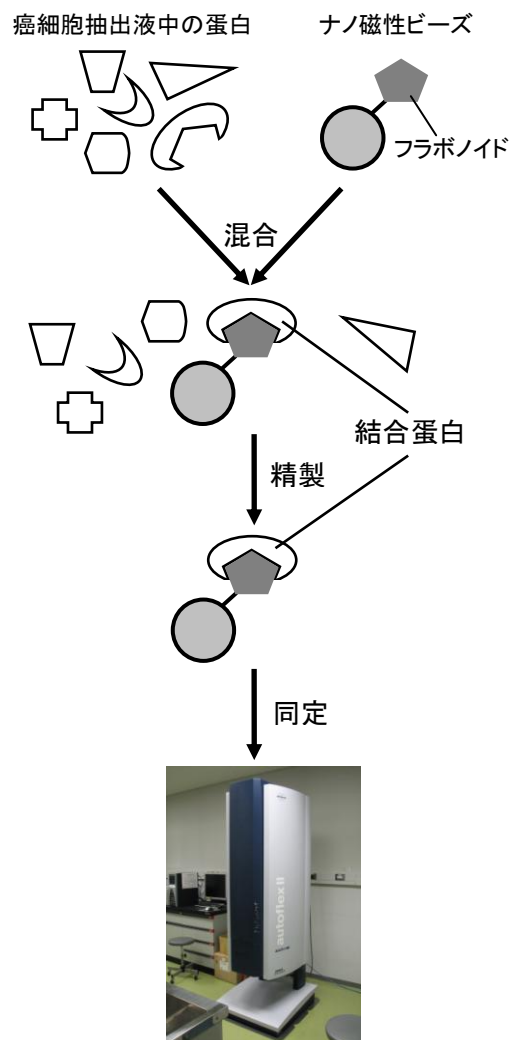 癌細胞抽出液中の蛋白
ナノ磁性ビーズ
フラボノイド
混合
結合蛋白
精製
同定
autoflex II